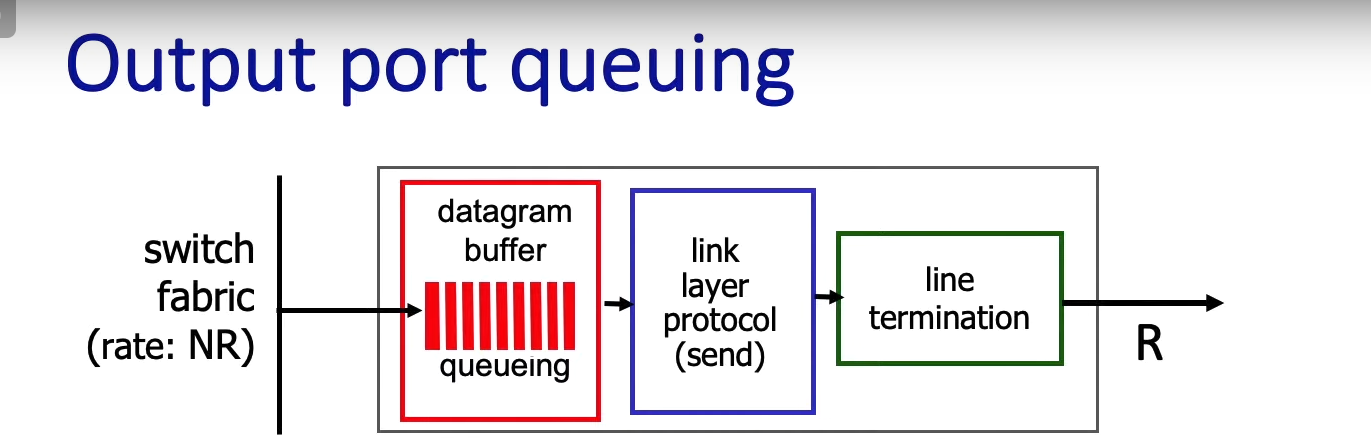 Output port queuing
switch
fabric
(rate: NR)
datagram
buffer
queueing
link
layer
protocol
(send)
line
termination
R